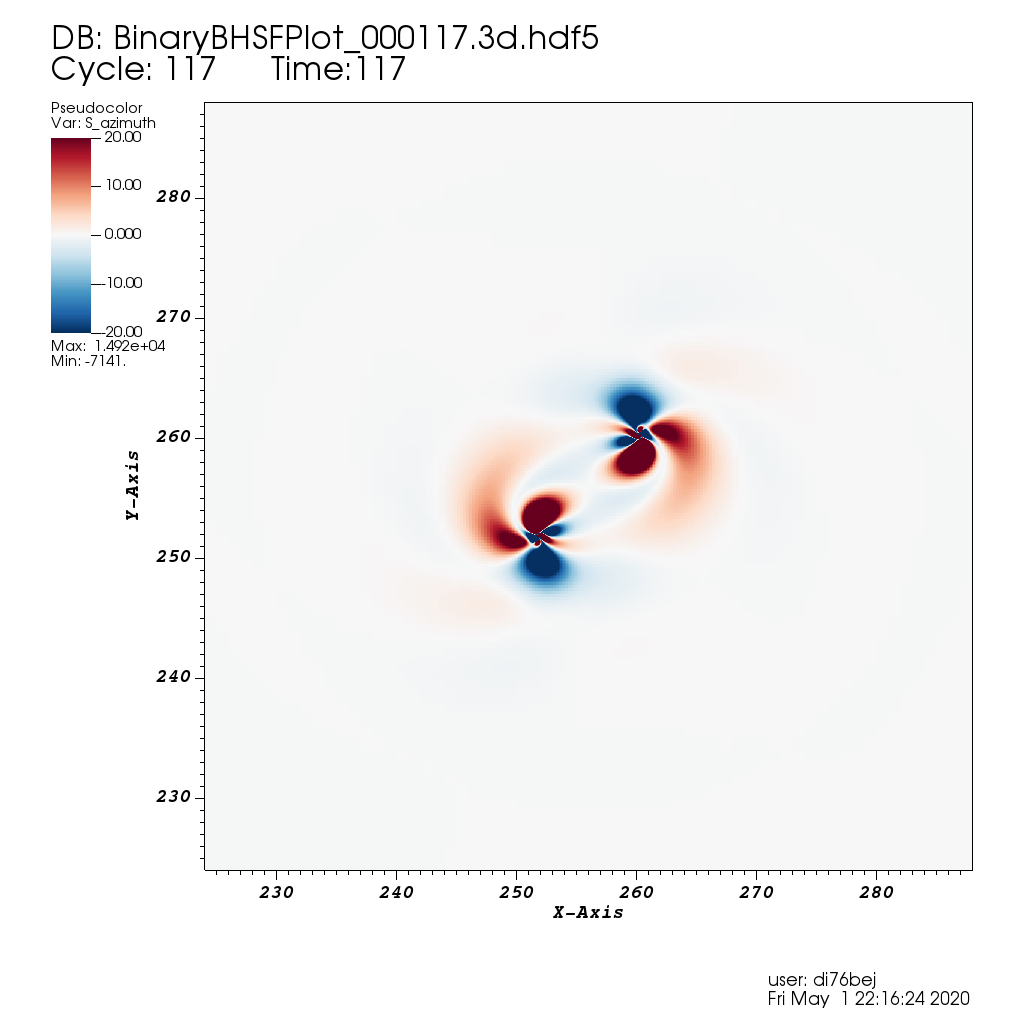 DB: BinaryBHSFPlot_000117.3d.hdf5
Cycle: 117 Time:117
Pseudocolor
Var: S_azimuth
20.00
10.00
0.000
-10.00
-20.00
Max: 1.492e+04
Min: -7141.
280
270
260
250
240
230
Y-Axis
230 240 250 260 270 280
X-Axis
user: di76bej
Fri May 1 22:16:24 2020